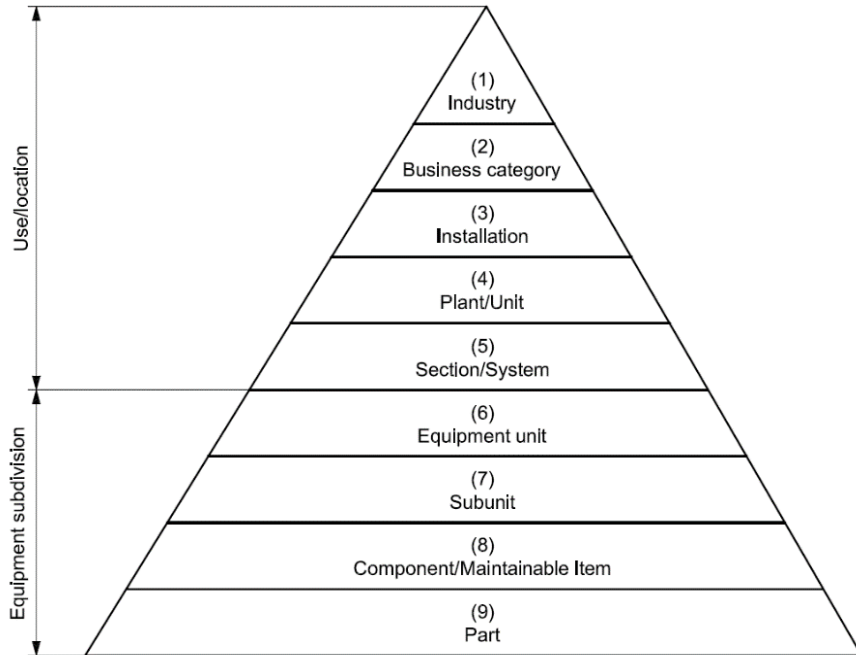 (1)
Industry
(2)
Business category
(3)
Installation
(4)
Plant/Unit
(5)
Section/System
(6)
Equipment unit
(7)
Subunit
(8)
Component/Maintainable Item
(9)
Part
Use/location
Equipment subdivision